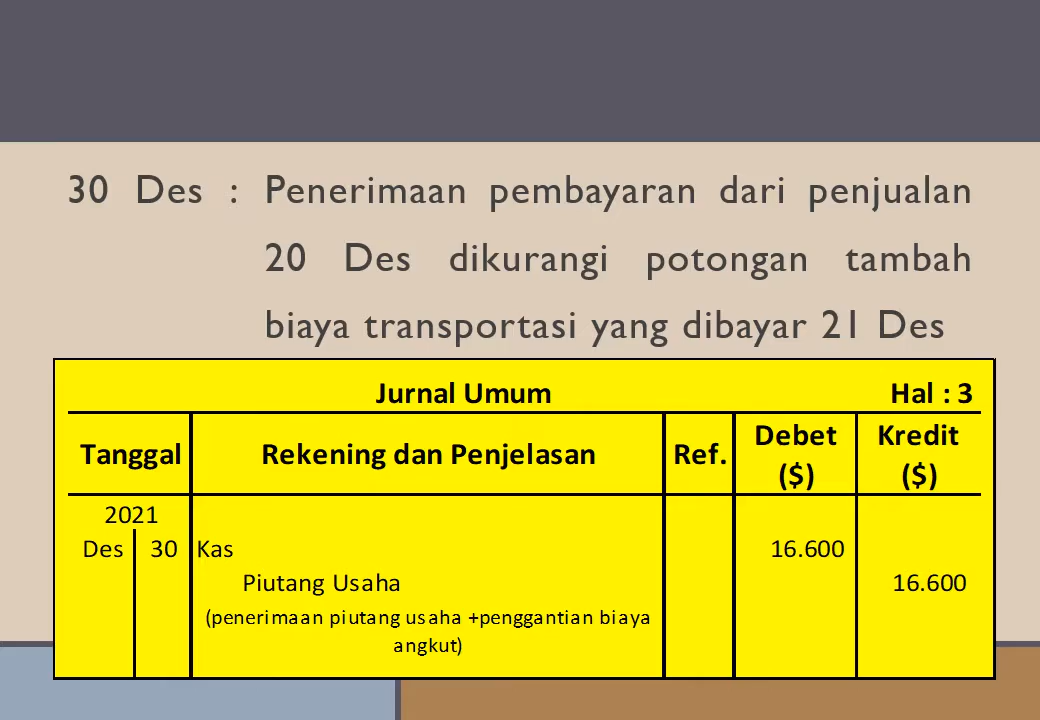 30 Des : Penerimaan pembayaran dari penjualan
20 Des dikurangi potongan tambah
biaya transportasi yang dibayar 21 Des
Jurnal Umum Hal : 3
Tanggal Rekening dan Penjelasan Ref. Debet ($) Kredit ($)
2021
Des 30 Kas 16.600
Piutang Usaha 16.600
(penerimaan piutang usaha +penggantian biaya
angkut)